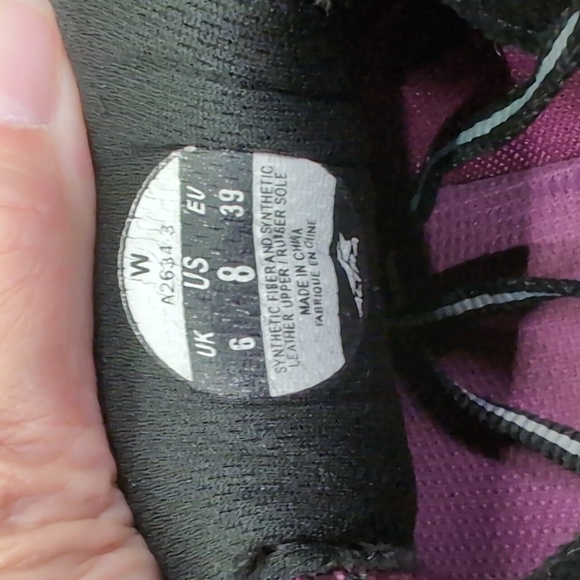 W
A2634 3
UK US EU
6 8 39
SYNTHETIC FIBER AND SYNTHETIC
LEATHER UPPER / RUBBER SOLE
MADE IN CHINA
FABRIQUÉ EN CHINE